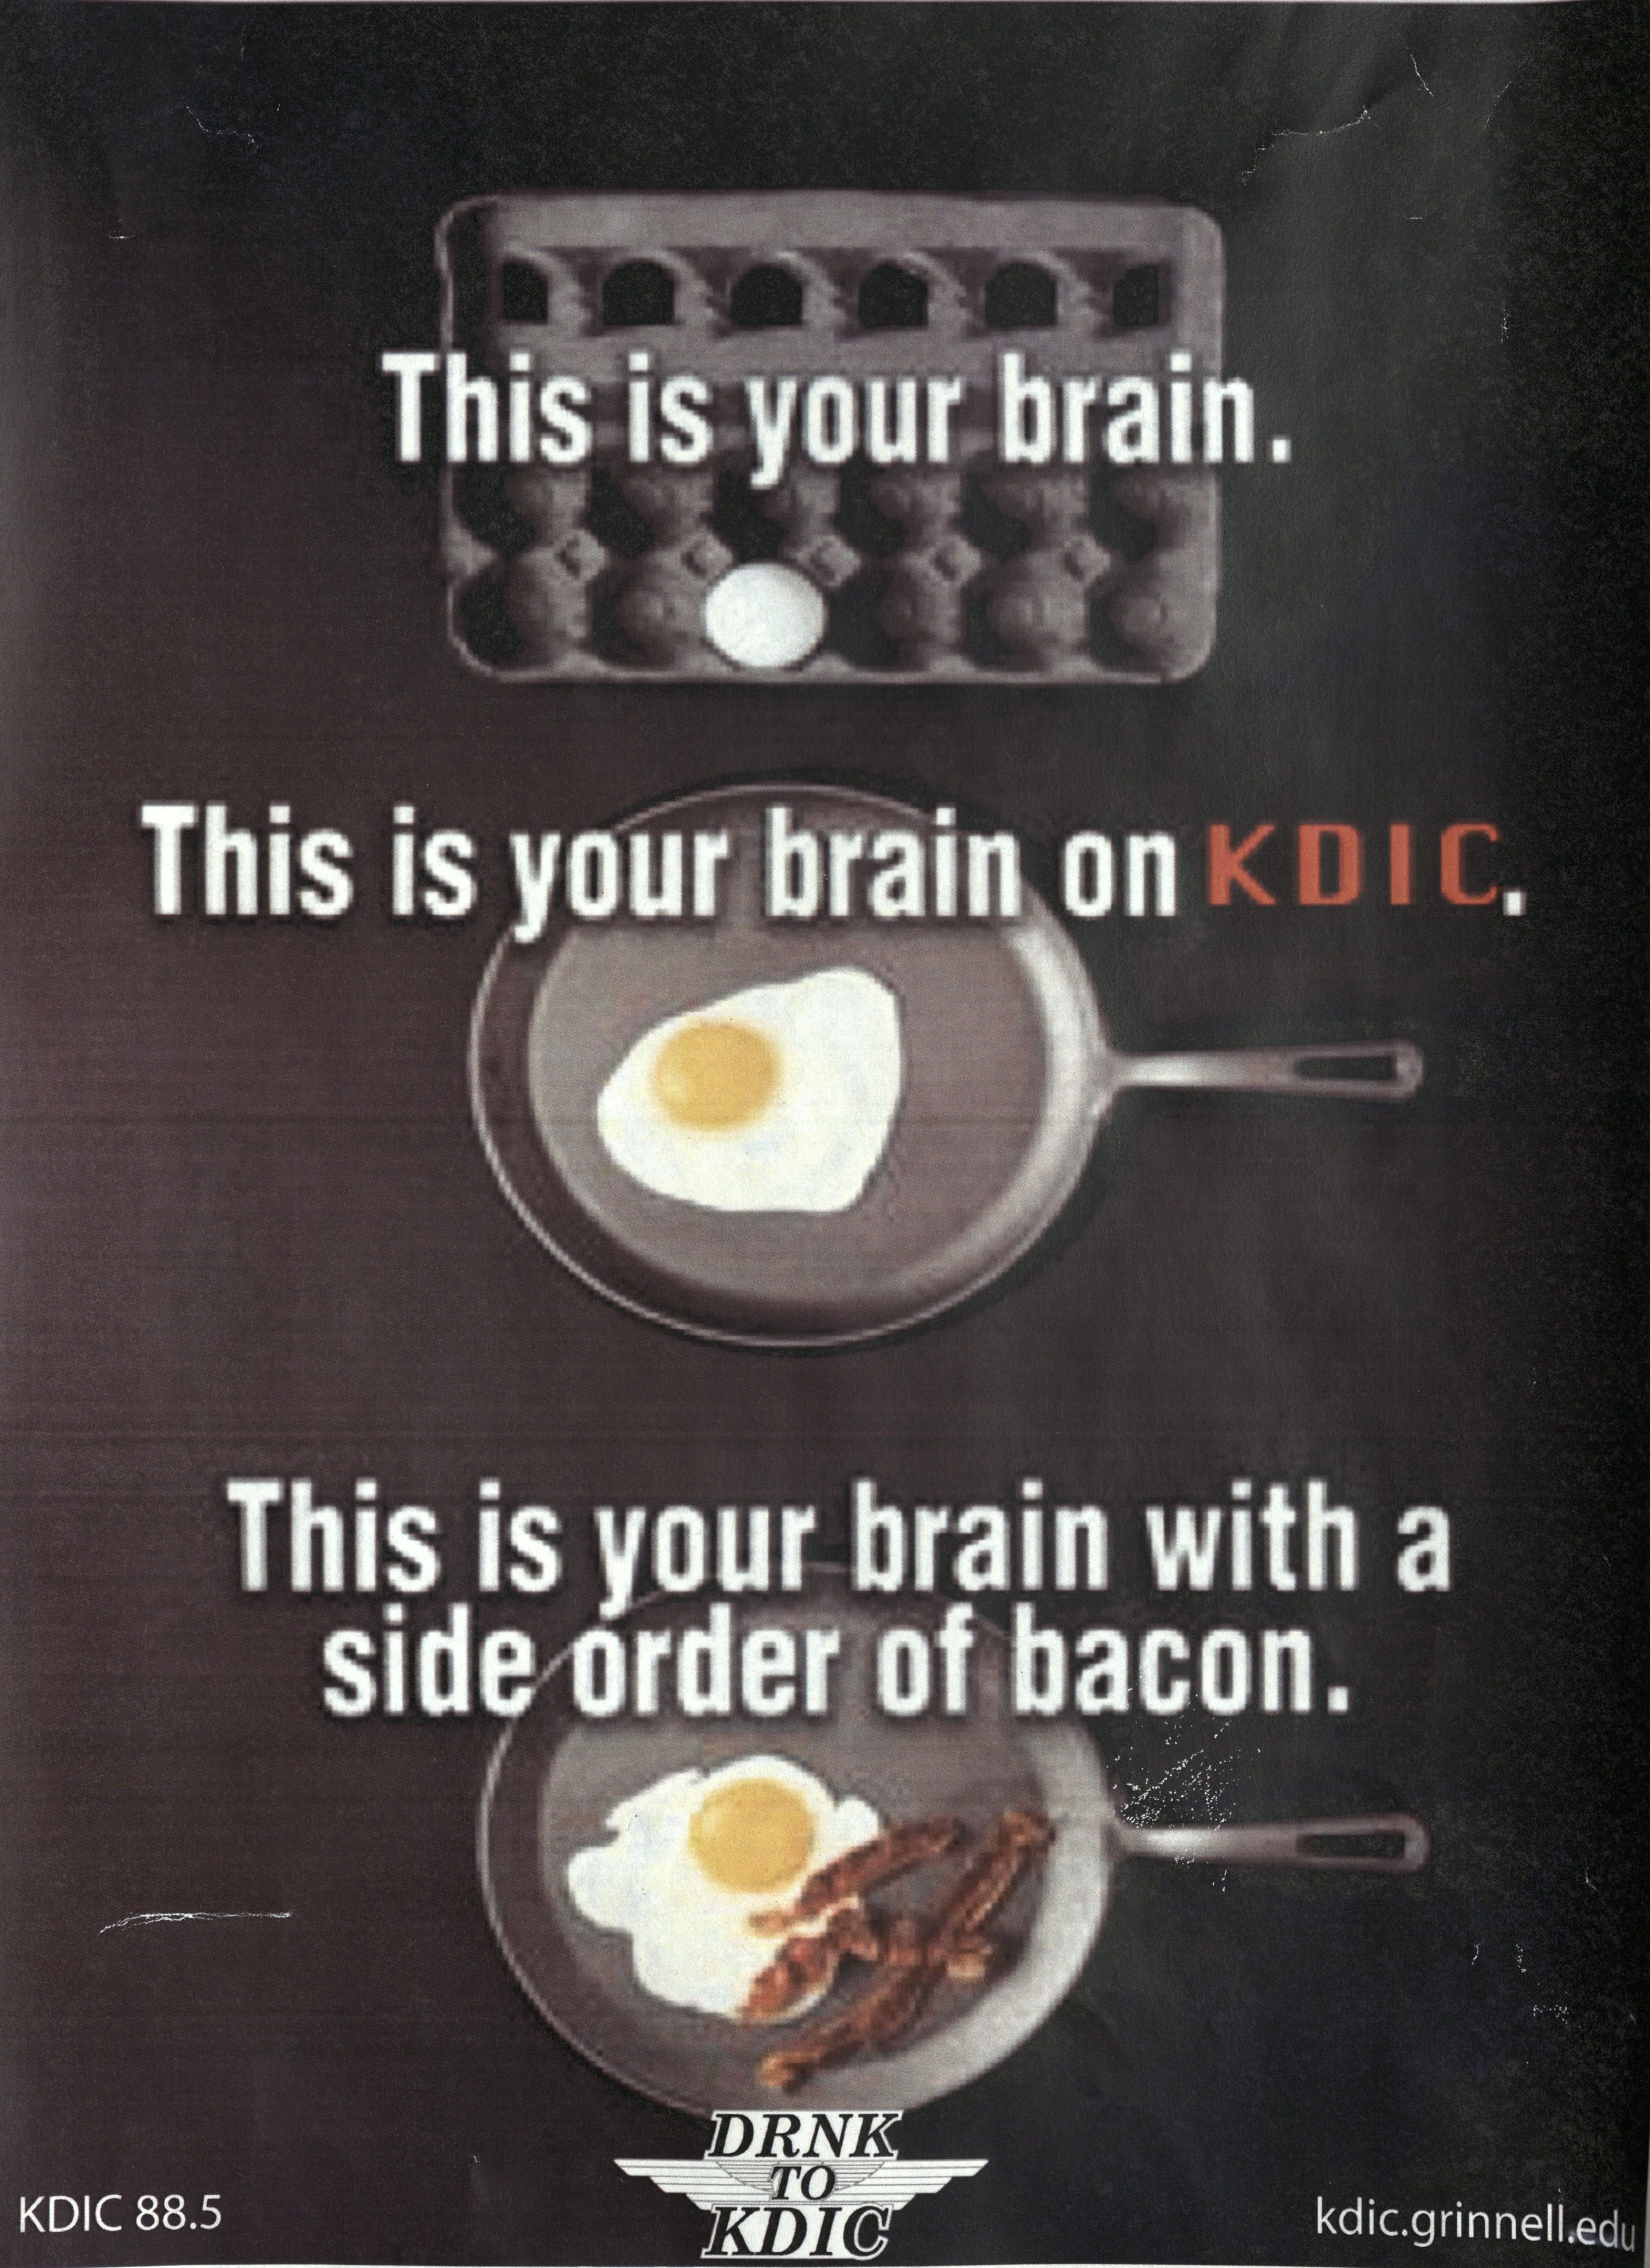 This is your brain.
This is your brain on KDIC.
This is your brain with a
side order of bacon.
DRNK
TO
KDIC
KDIC 88.5
kdic.grinnell.edu